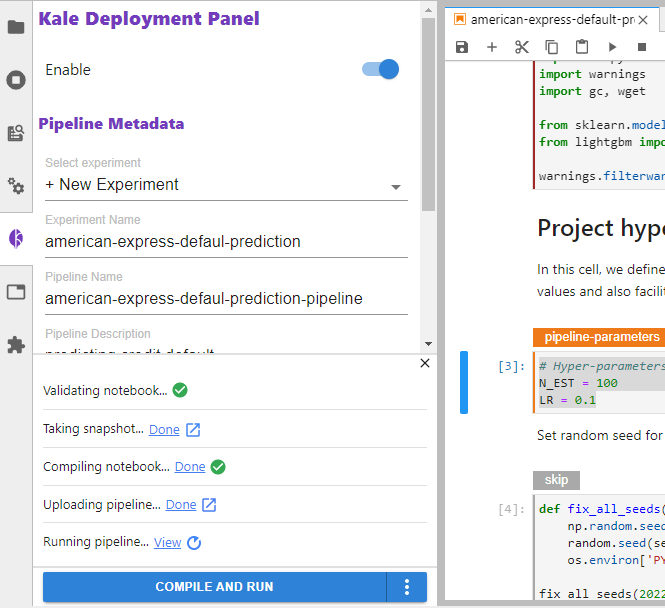 Kale Deployment Panel
Enable
Pipeline Metadata
Select experiment
+ New Experiment
Experiment Name
american-express-defaul-prediction
Pipeline Name
american-express-defaul-prediction-pipeline
Pipeline Description
predicting credit default
Validating notebook...
Taking snapshot... Done
Compiling notebook... Done
Uploading pipeline... Done
Running pipeline... View
COMPILE AND RUN
american-express-default-pr
import warnings
import gc, wget
from sklearn.model
from lightgbm impo
warnings.filterwar
Project hype
In this cell, we define
values and also facilit
pipeline-parameters
[3]:
# Hyper-parameters
N_EST = 100
LR = 0.1
Set random seed for
skip
[4]:
def fix_all_seeds(
np.random.seed
random.seed(se
os.environ['PY
fix_all_seeds(2022